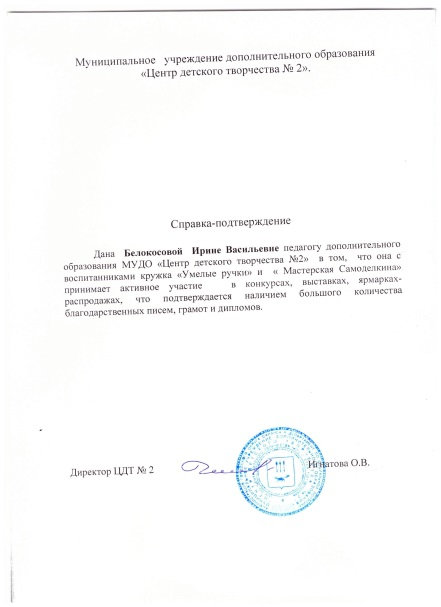 Муниципальное учреждение дополнительного образования
«Центр детского творчества № 2».
Справка-подтверждение
Дана Белокосовой Ирине Васильевне педагогу дополнительного
образования МУДО «Центр детского творчества №2» в том, что она с
воспитанниками кружка «Умелые ручки» и « Мастерская Самоделкина»
принимает активное участие в конкурсах, выставках, ярмарках-
распродажах, что подтверждается наличием большого количества
благодарственных писем, грамот и дипломов.
Директор ЦДТ № 2 Игнатова О.В.